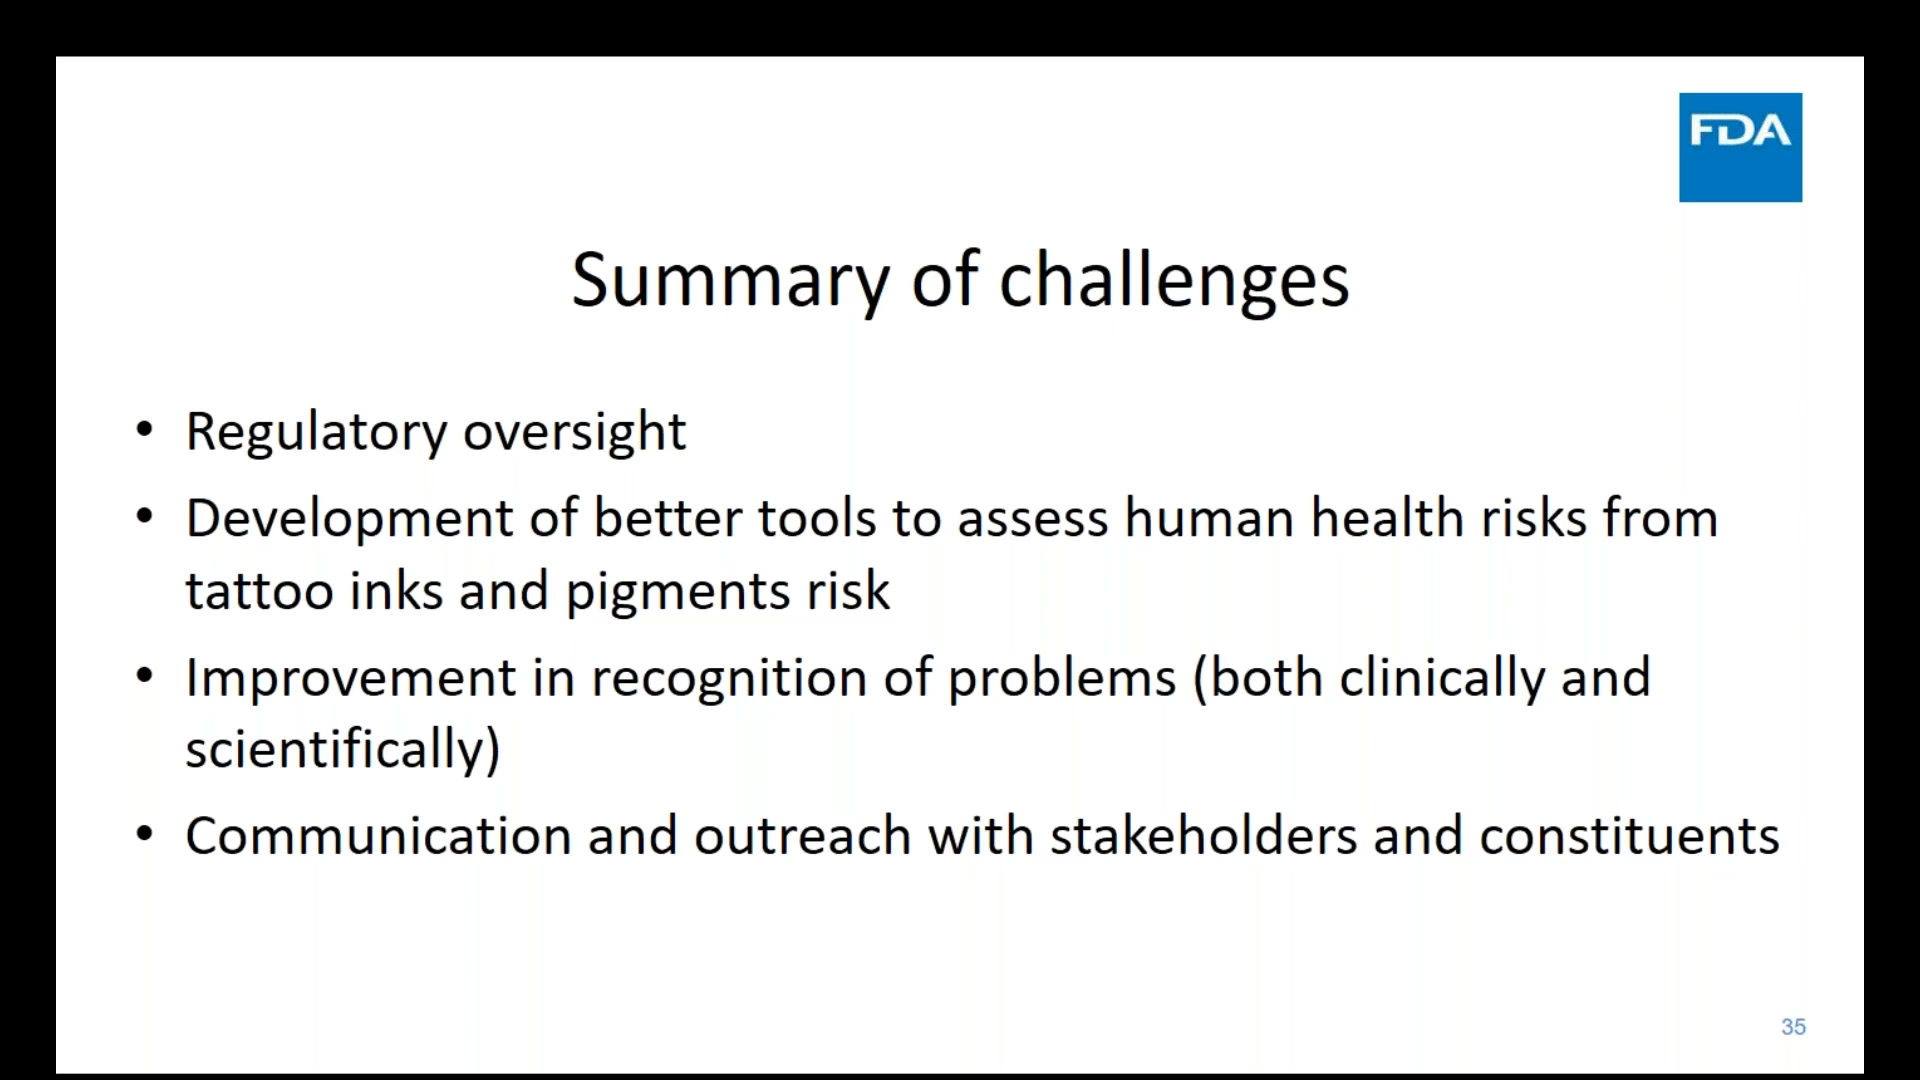 FDA
Summary of challenges
• Regulatory oversight
• Development of better tools to assess human health risks from
tattoo inks and pigments risk
• Improvement in recognition of problems (both clinically and
scientifically)
• Communication and outreach with stakeholders and constituents
35